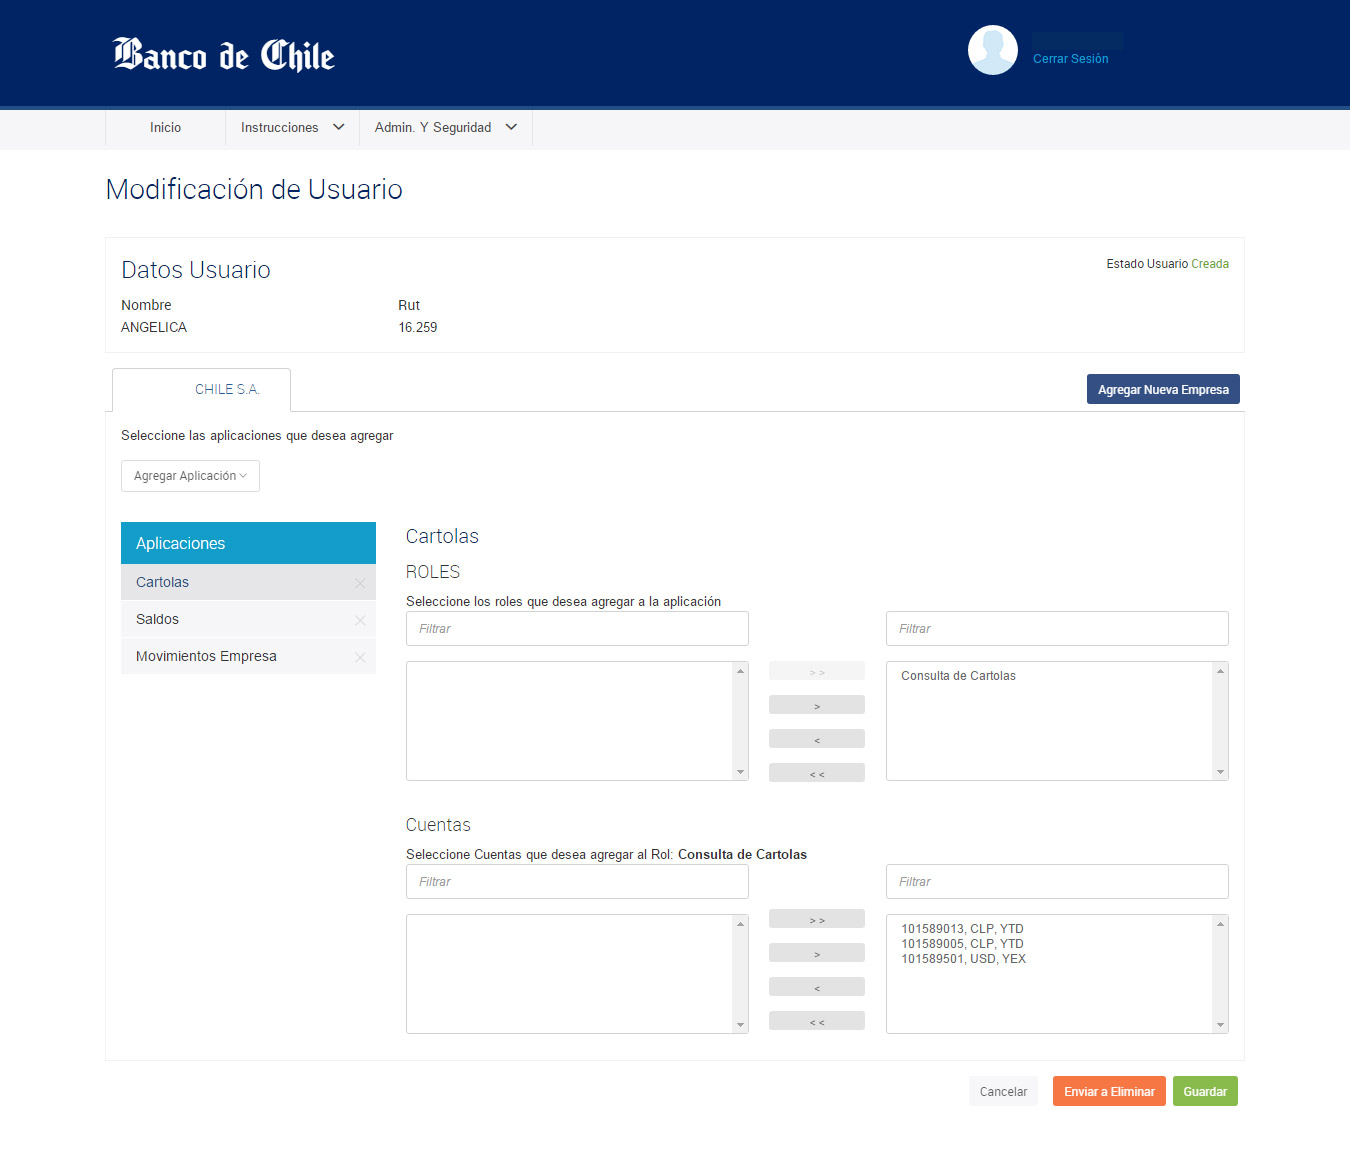 Banco de Chile
Cerrar Sesión
Inicio
Instrucciones
Admin. Y Seguridad
Modificación de Usuario
Datos Usuario
Estado Usuario Creada
Nombre
Rut
ANGELICA
16.259
CHILE S.A.
Agregar Nueva Empresa
Seleccione las aplicaciones que desea agregar
Agregar Aplicación
Aplicaciones
Cartolas
Saldos
Movimientos Empresa
Cartolas
ROLES
Seleccione los roles que desea agregar a la aplicación
Filtrar
Filtrar
> >
>
<
< <
Consulta de Cartolas
Cuentas
Seleccione Cuentas que desea agregar al Rol: Consulta de Cartolas
Filtrar
Filtrar
> >
>
<
< <
101589013, CLP, YTD
101589005, CLP, YTD
101589501, USD, YEX
Cancelar
Enviar a Eliminar
Guardar